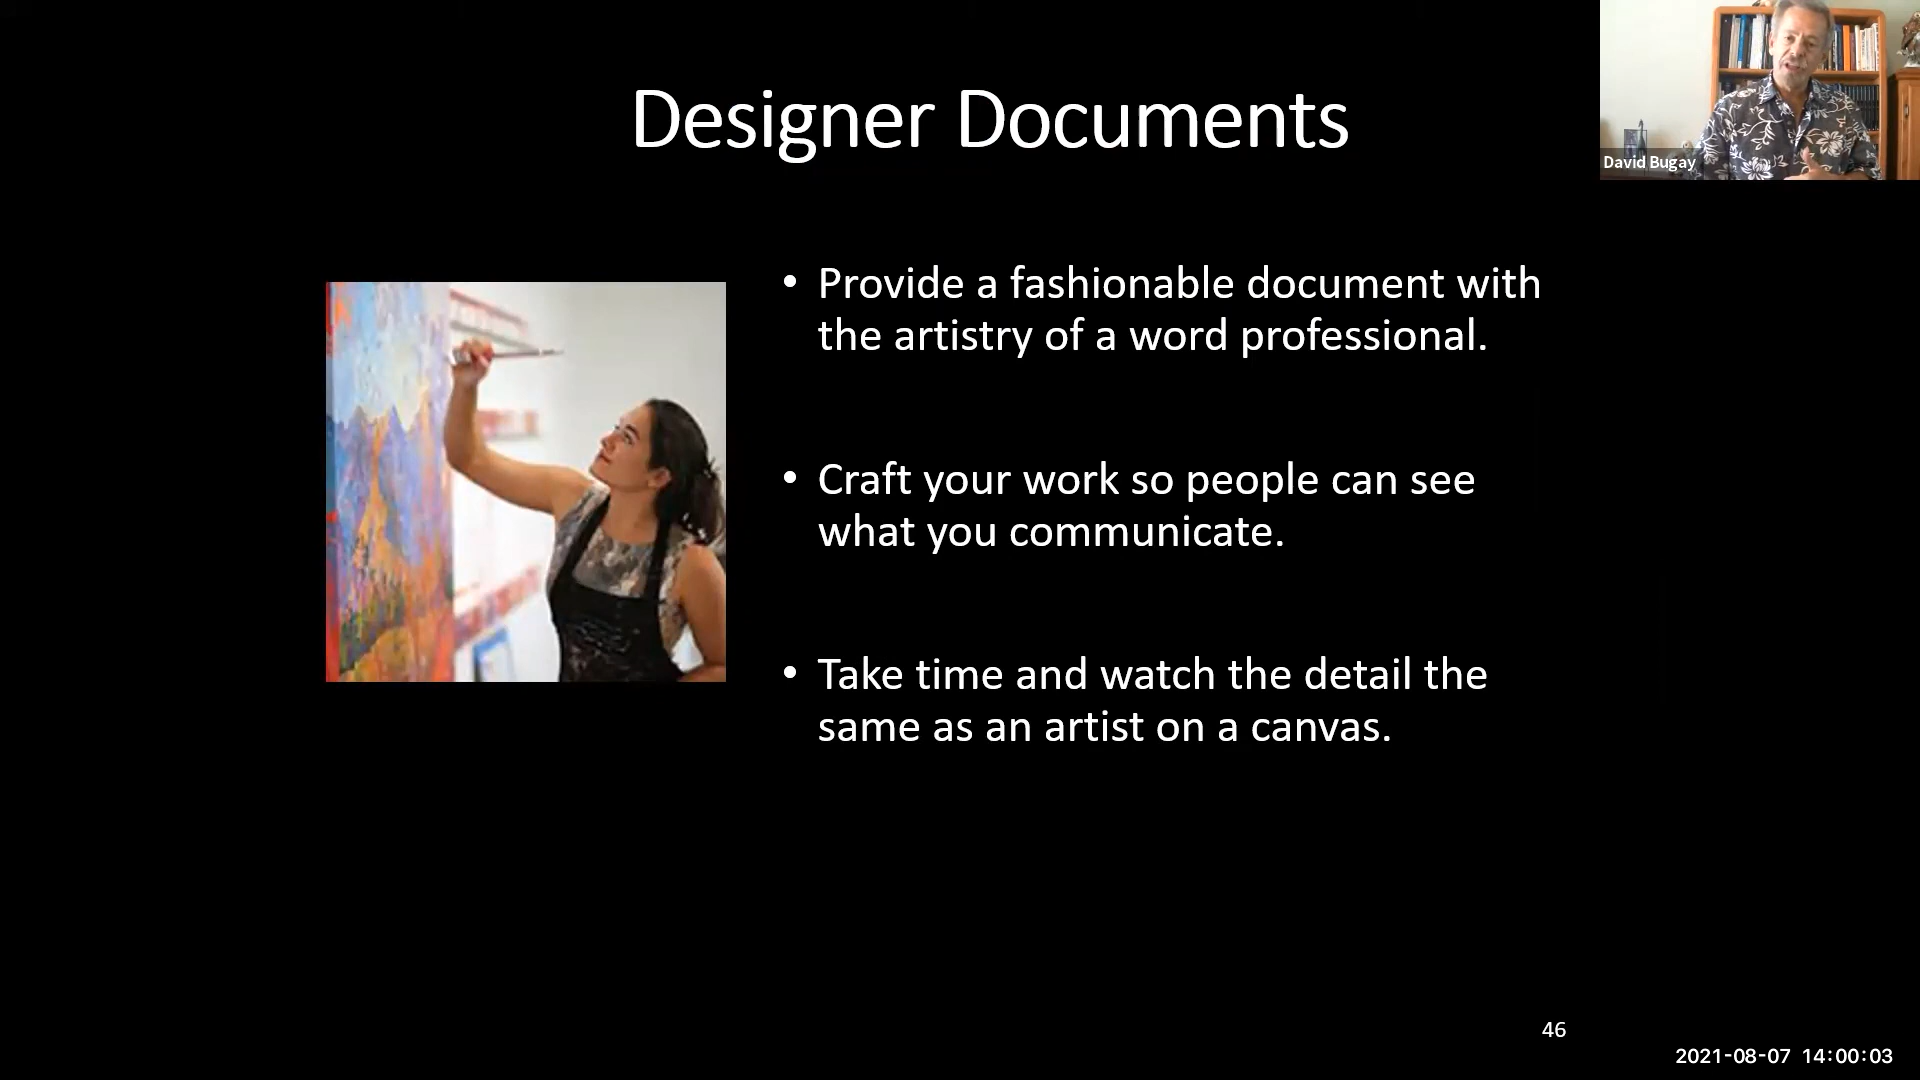 Designer Documents
David Bugay
• Provide a fashionable document with
the artistry of a word professional.
• Craft your work so people can see
what you communicate.
• Take time and watch the detail the
same as an artist on a canvas.
46
2021-08-07 14:00:03